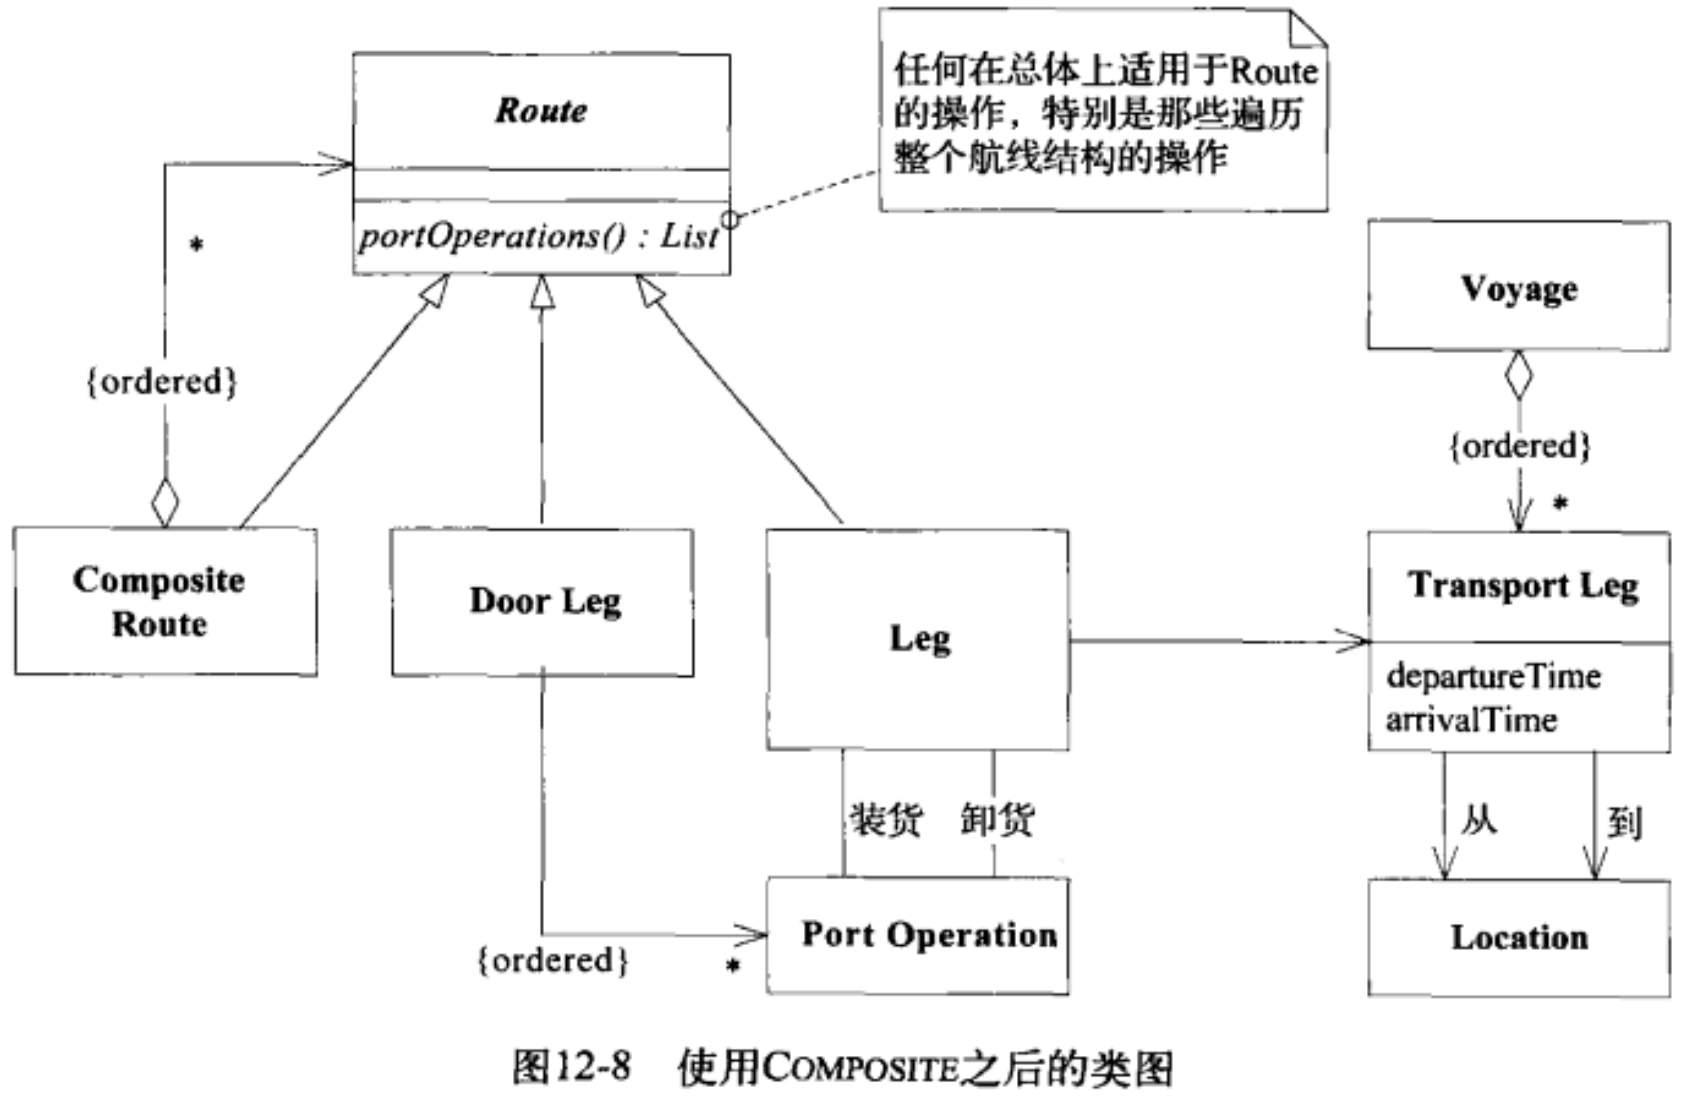 任何在总体上适用于Route
的操作，特别是那些遍历
整个航线结构的操作
Route
portOperations() : List
*
{ordered}
Voyage
{ordered}
*
Composite
Route
Door Leg
Leg
Transport Leg
departureTime
arrivalTime
装货 卸货
从 到
Port Operation
{ordered}
*
Location
图12-8 使用COMPOSITE之后的类图